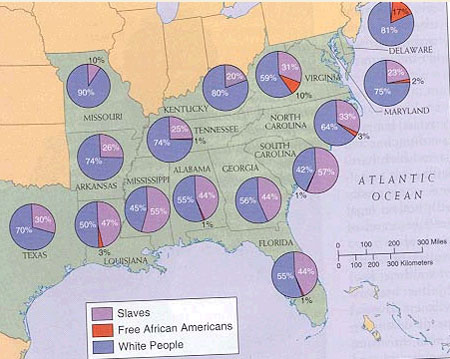 17%
81%
DELAWARE
10%
90%
MISSOURI
20%
80%
KENTUCKY
31%
59%
10%
VIRGINIA
23%
75%
2%
MARYLAND
25%
74%
1%
TENNESSEE
33%
64%
3%
NORTH
CAROLINA
26%
74%
ARKANSAS
MISSISSIPPI
45%
55%
ALABAMA
55%
44%
1%
GEORGIA
56%
44%
SOUTH
CAROLINA
42%
57%
1%
ATLANTIC
OCEAN
30%
70%
TEXAS
50%
47%
3%
LOUISIANA
FLORIDA
55%
44%
1%
0
100
200
300 Miles
0
100 200 300 Kilometers
Slaves
Free African Americans
White People